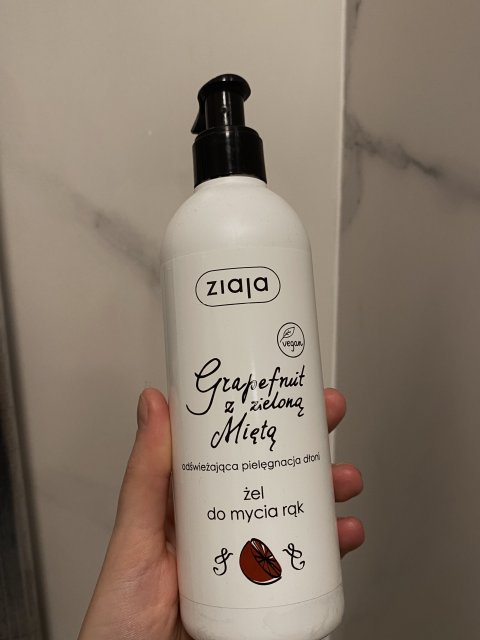 ziaja
vegan
Grapefruit
z zieloną
Miętą
odświeżająca pielęgnacja dłoni
żel
do mycia rąk